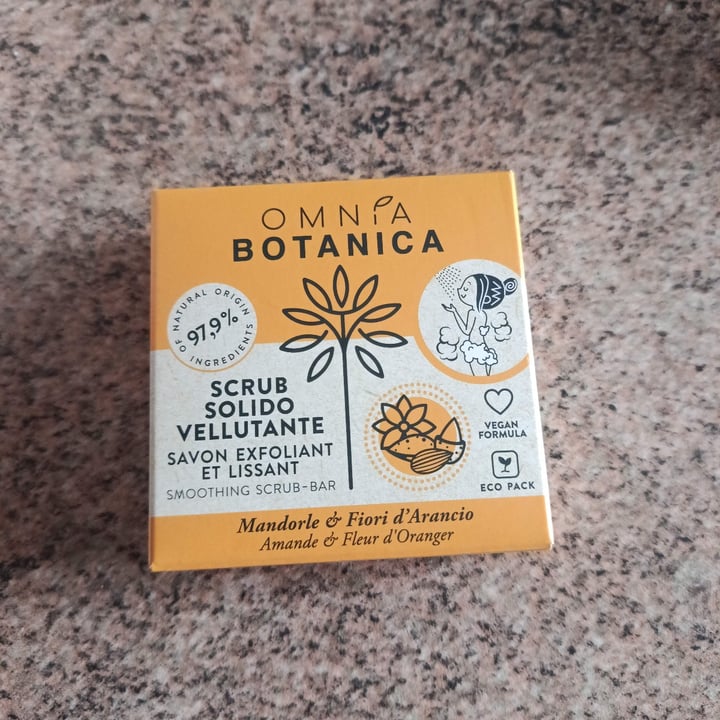 OMNIA
BOTANICA
OF NATURAL ORIGIN
97,9%
INGREDIENTS
SCRUB
SOLIDO
VELLUTANTE
SAVON EXFOLIANT
ET LISSANT
SMOOTHING SCRUB-BAR
VEGAN
FORMULA
ECO PACK
Mandorle & Fiori d'Arancio
Amande & Fleur d'Oranger